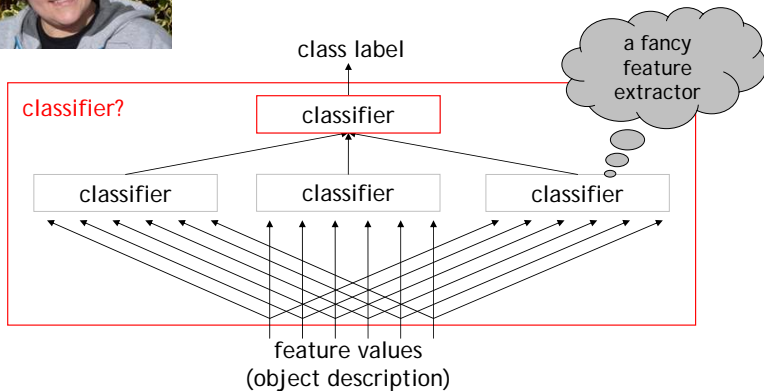 class label
a fancy
feature
extractor
classifier?
classifier
classifier
classifier
classifier
feature values
(object description)